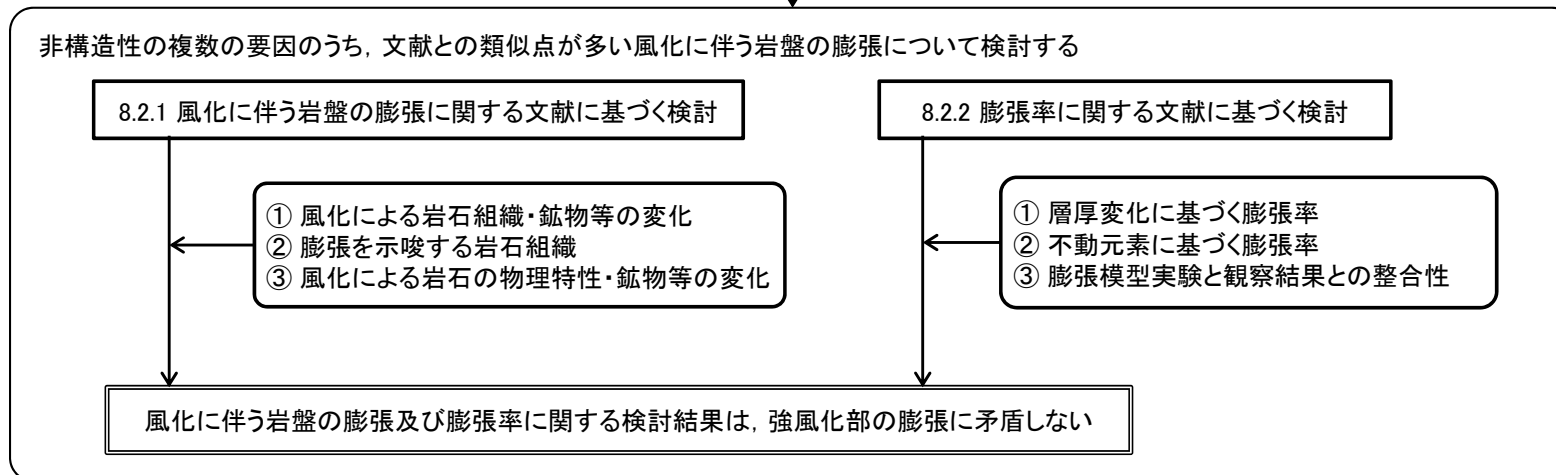 非構造性の複数の要因のうち，文献との類似点が多い風化に伴う岩盤の膨張について検討する
8.2.1 風化に伴う岩盤の膨張に関する文献に基づく検討
① 風化による岩石組織・鉱物等の変化
② 膨張を示唆する岩石組織
③ 風化による岩石の物理特性・鉱物等の変化
8.2.2 膨張率に関する文献に基づく検討
① 層厚変化に基づく膨張率
② 不動元素に基づく膨張率
③ 膨張模型実験と観察結果との整合性
風化に伴う岩盤の膨張及び膨張率に関する検討結果は，強風化部の膨張に矛盾しない